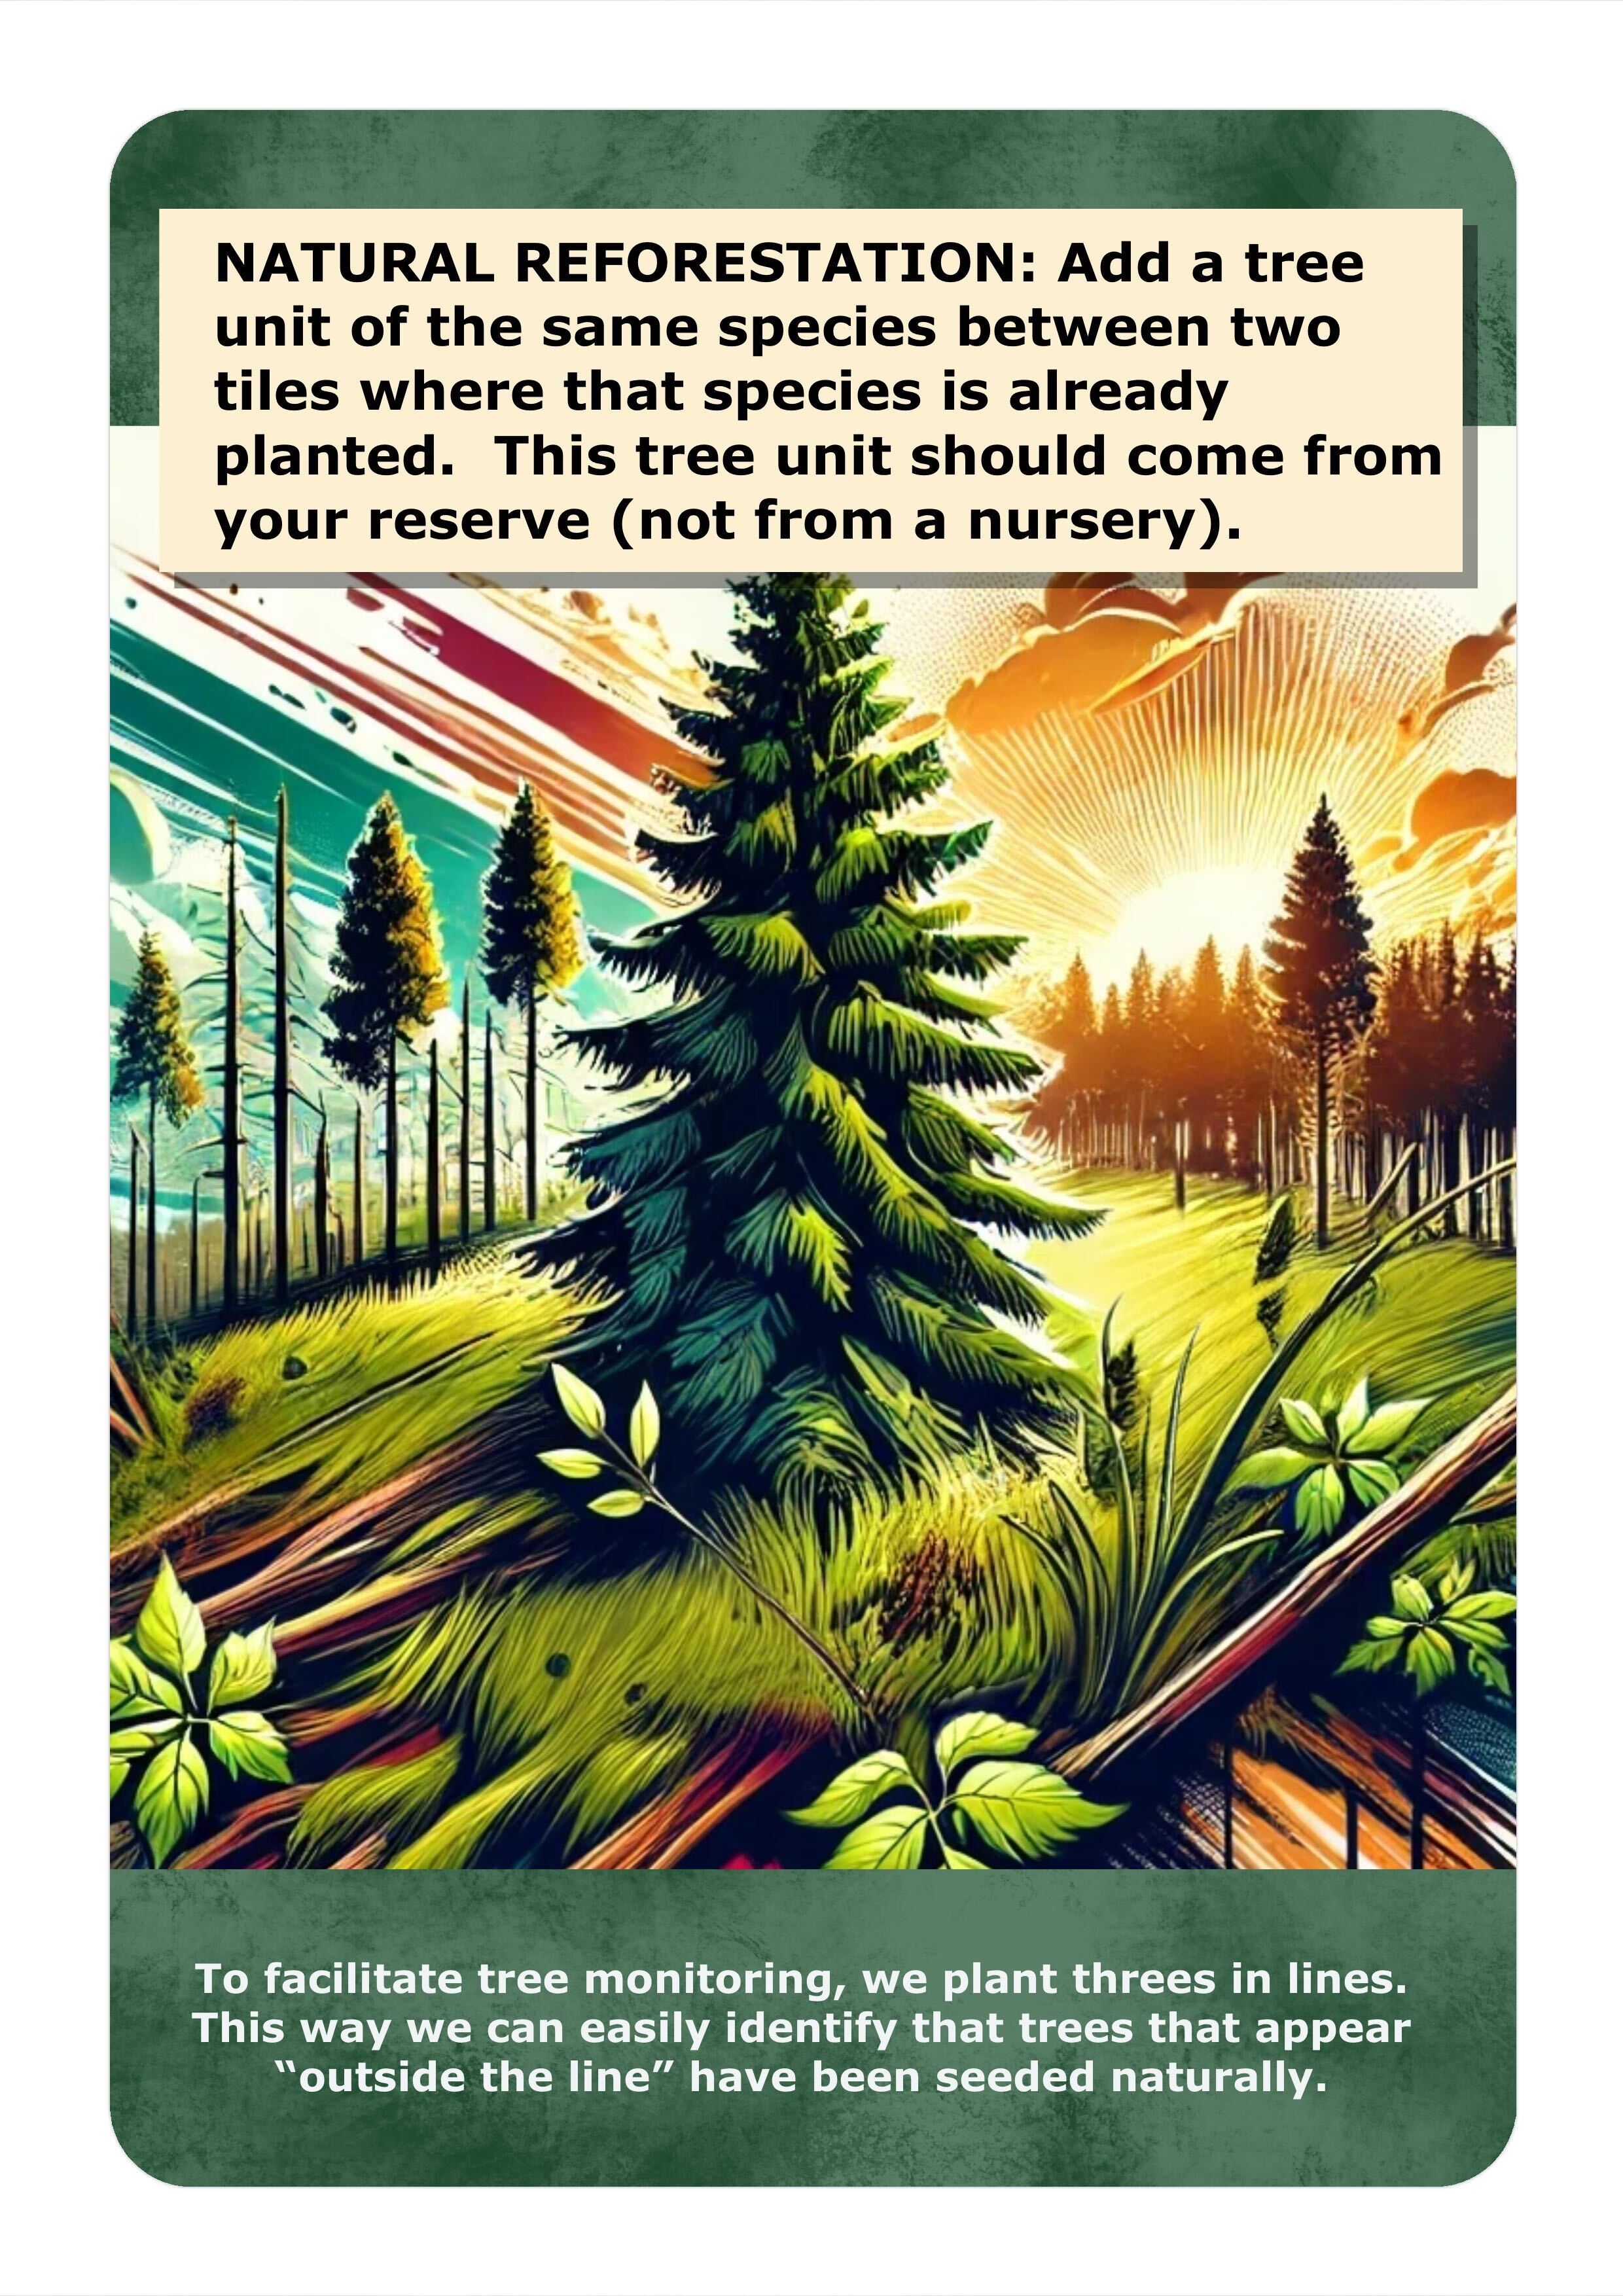 NATURAL REFORESTATION: Add a tree
unit of the same species between two
tiles where that species is already
planted.  This tree unit should come from
your reserve (not from a nursery).
To facilitate tree monitoring, we plant threes in lines.
This way we can easily identify that trees that appear
“outside the line” have been seeded naturally.